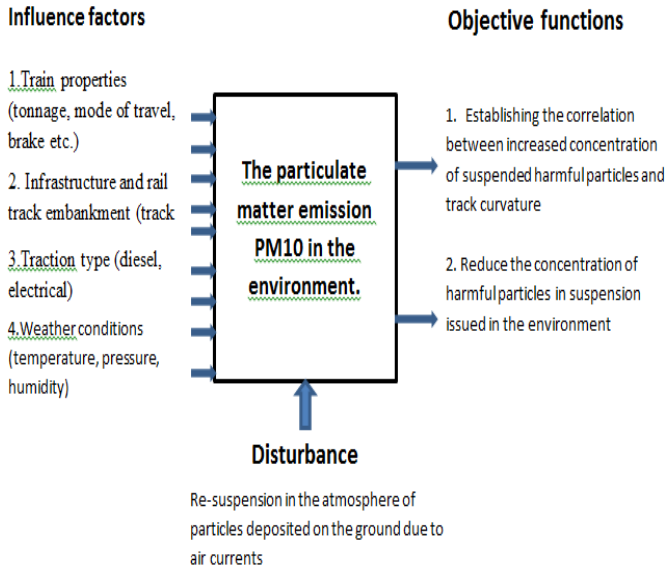 Influence factors
1.Train properties
(tonnage, mode of travel,
brake etc.)
2. Infrastructure and rail
track embankment (track
3.Traction type (diesel,
electrical)
4.Weather conditions
(temperature, pressure,
humidity)
The particulate
matter emission
PM10 in the
environment.
Objective functions
1. Establishing the correlation
between increased concentration
of suspended harmful particles and
track curvature
2. Reduce the concentration of
harmful particles in suspension
issued in the environment
Disturbance
Re-suspension in the atmosphere of
particles deposited on the ground due to
air currents